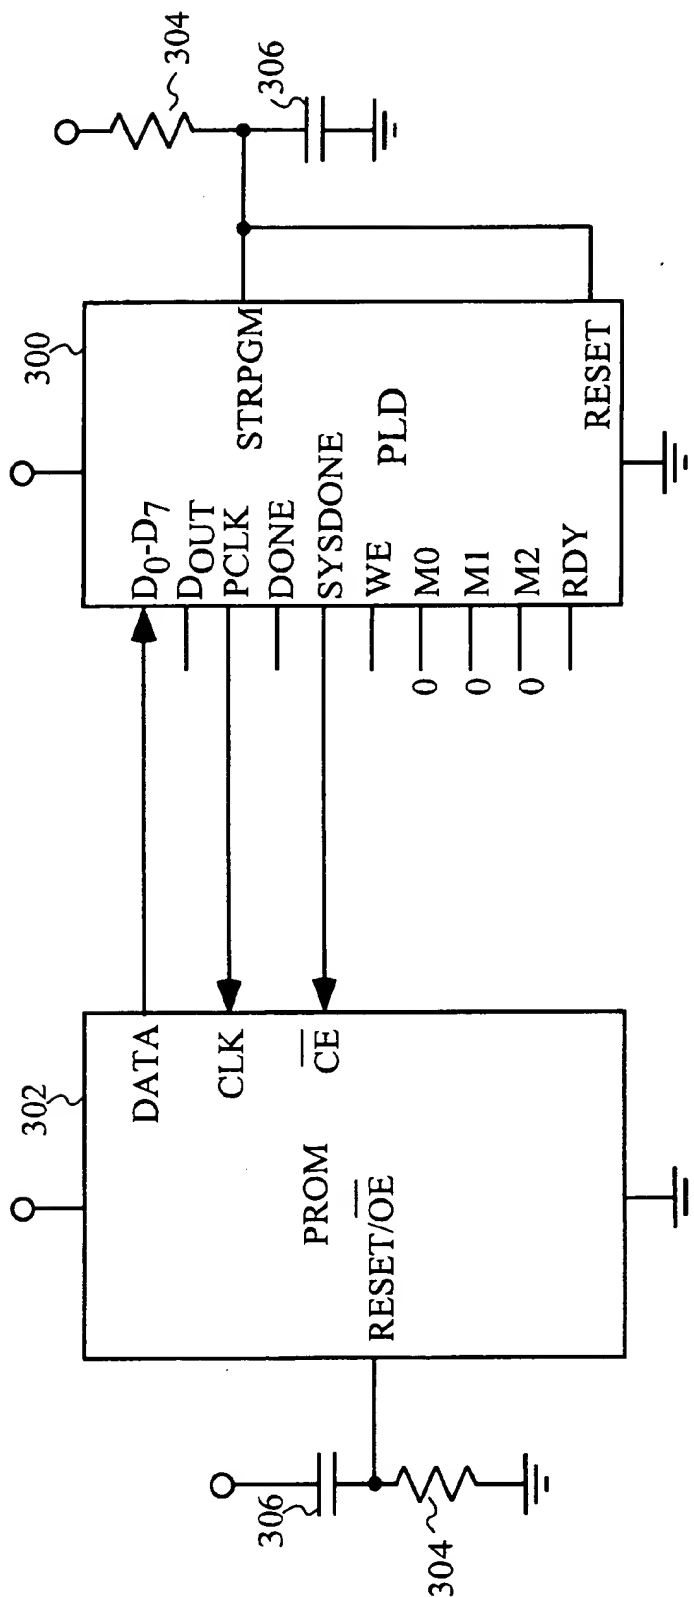 302
DATA
CLK
CE
PROM
RESET/OE
306
304
300
D0-D7
DOUT
PCLK
DONE
SYSDONE
WE
0 M0
0 M1
0 M2
RDY
STRPGM
PLD
RESET
304
306